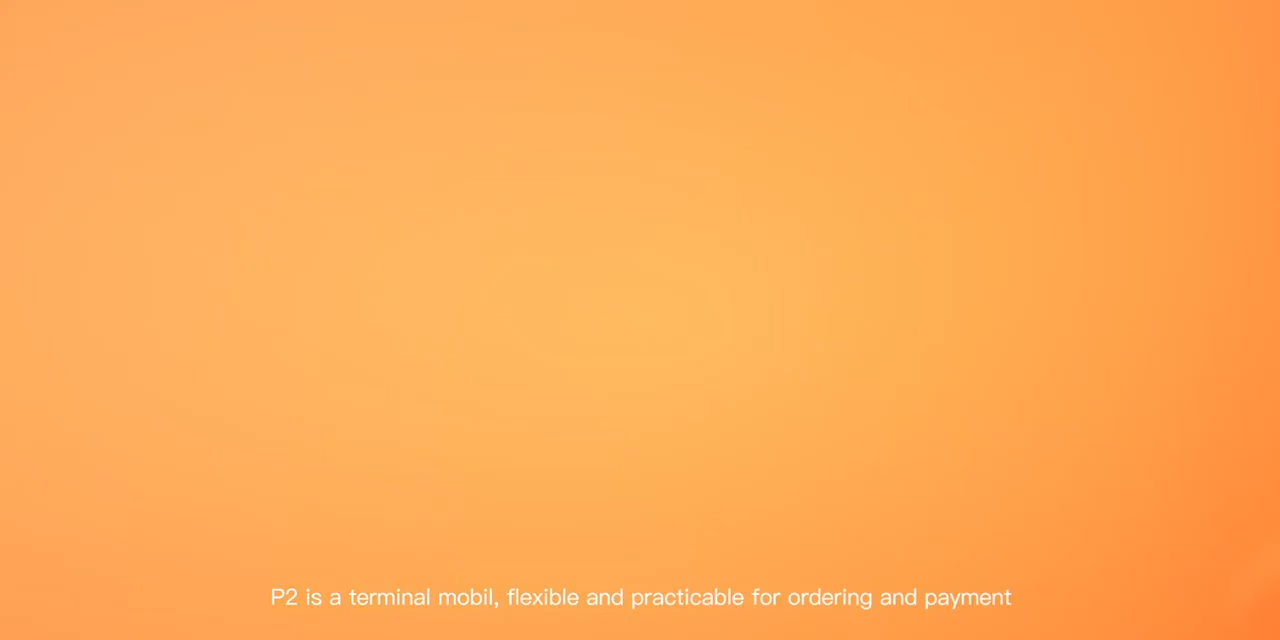 P2 is a terminal mobil, flexible and practicable for ordering and payment